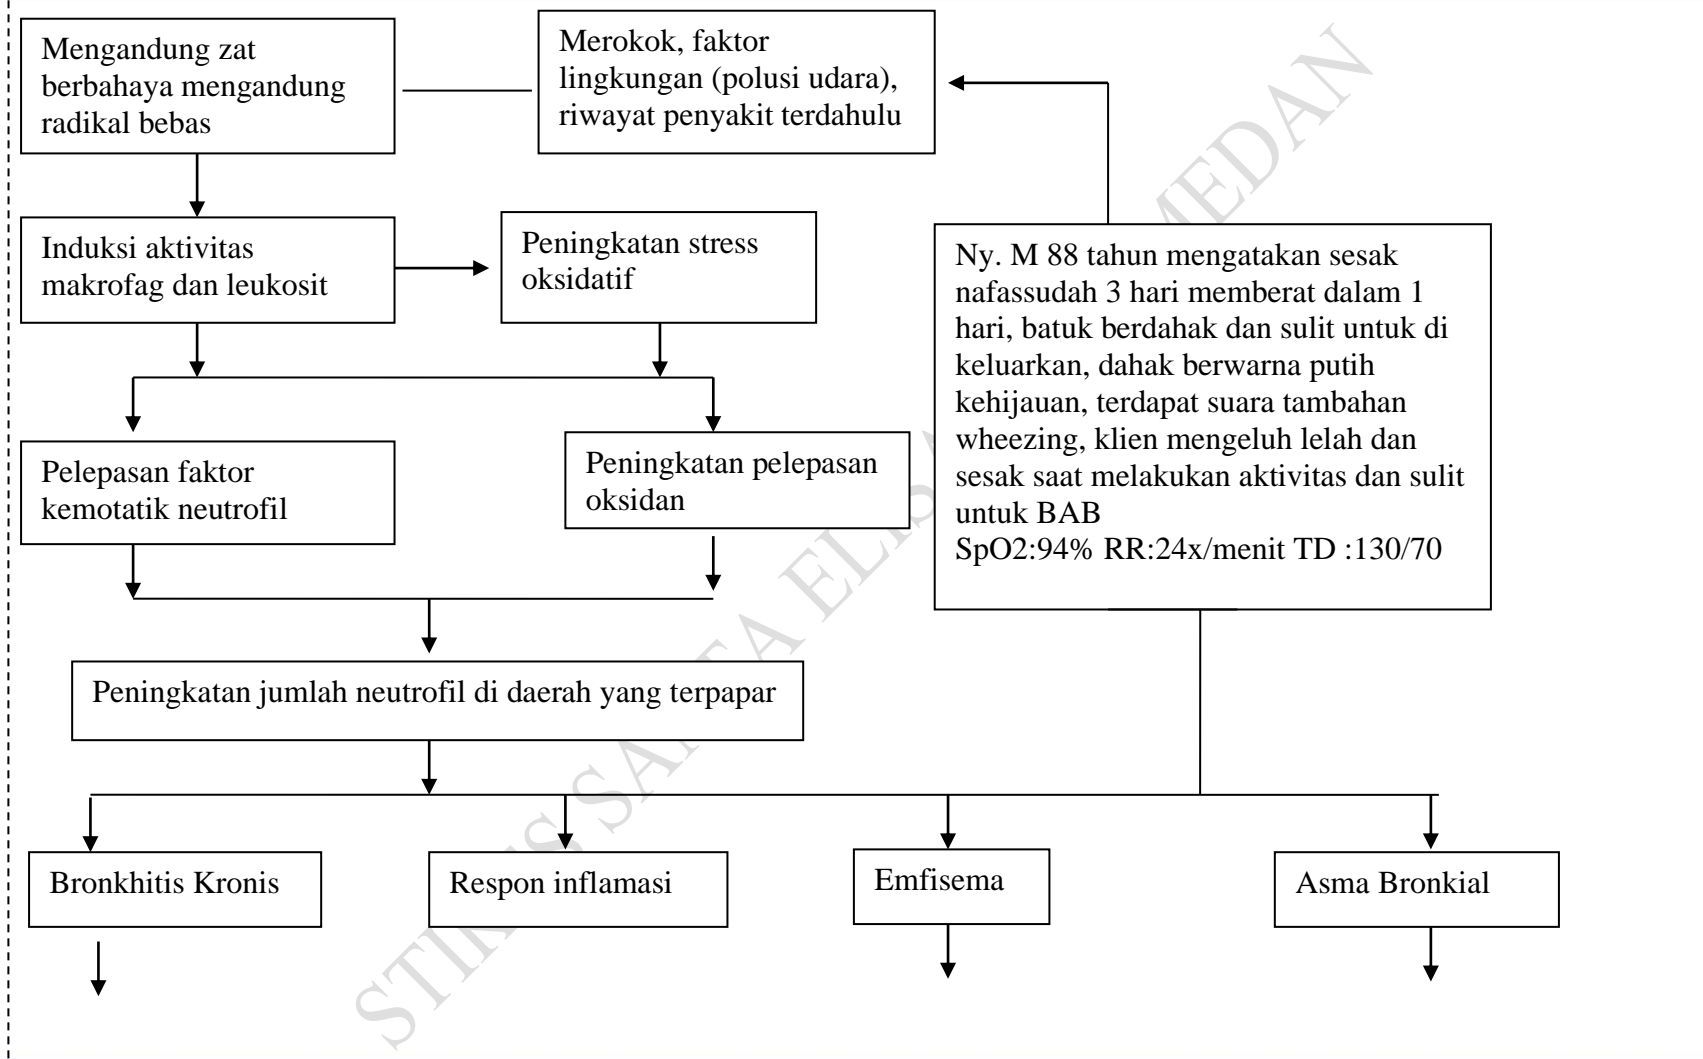 Mengandung zat
berbahaya mengandung
radikal bebas
Merokok, faktor
lingkungan (polusi udara),
riwayat penyakit terdahulu
Induksi aktivitas
makrofag dan leukosit
Peningkatan stress
oksidatif
Ny. M 88 tahun mengatakan sesak
nafassudah 3 hari memberat dalam 1
hari, batuk berdahak dan sulit untuk di
keluarkan, dahak berwarna putih
kehijauan, terdapat suara tambahan
wheezing, klien mengeluh lelah dan
sesak saat melakukan aktivitas dan sulit
untuk BAB
SpO2:94% RR:24x/menit TD :130/70
Pelepasan faktor
kemotatik neutrofil
Peningkatan pelepasan
oksidan
Peningkatan jumlah neutrofil di daerah yang terpapar
Bronkhitis Kronis
Respon inflamasi
Emfisema
Asma Bronkial